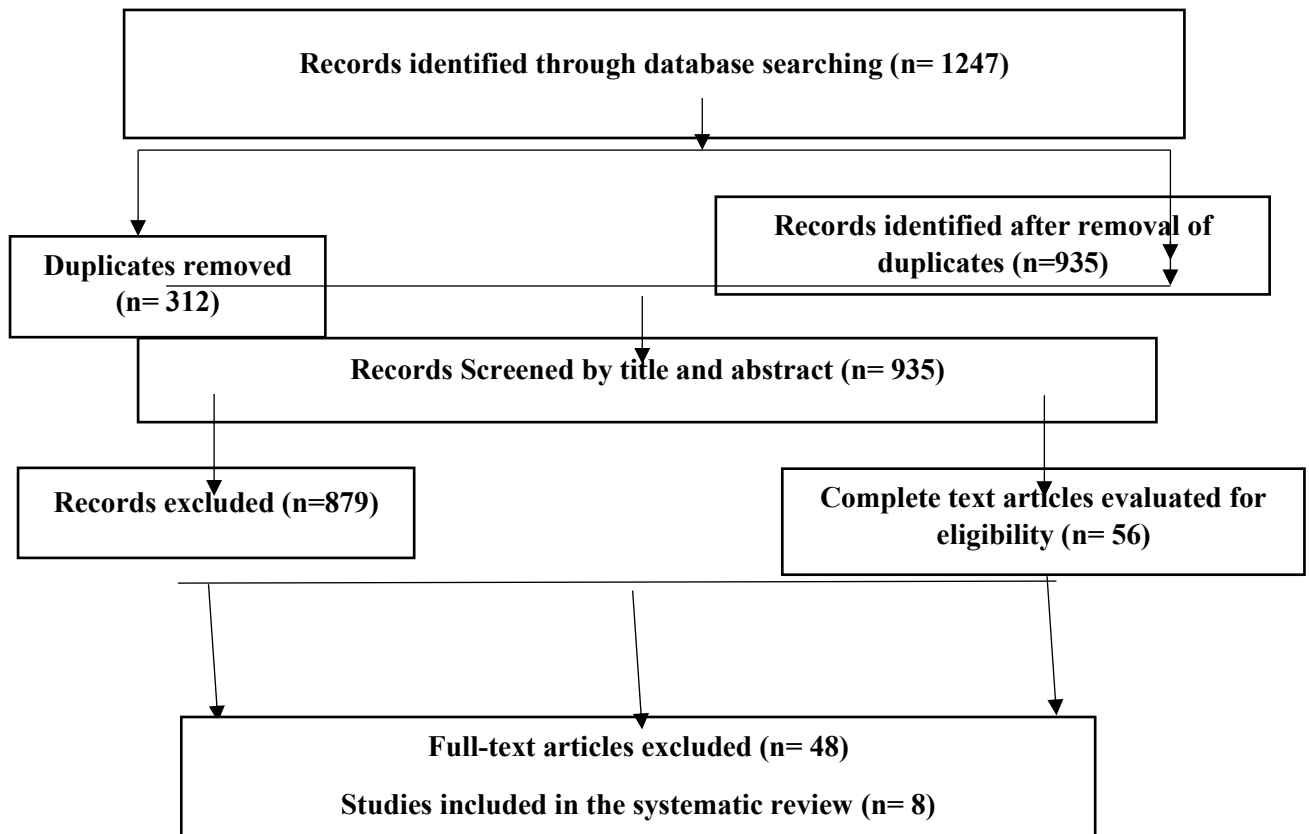 Records identified through database searching (n= 1247)
Duplicates removed
(n= 312)
Records identified after removal of
duplicates (n=935)
Records Screened by title and abstract (n= 935)
Records excluded (n=879)
Complete text articles evaluated for
eligibility (n= 56)
Full-text articles excluded (n= 48)
Studies included in the systematic review (n= 8)